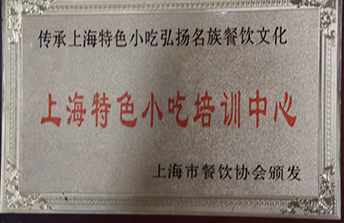 传承上海特色小吃弘扬名族餐饮文化
上海特色小吃培训中心
上海市餐饮协会颁发